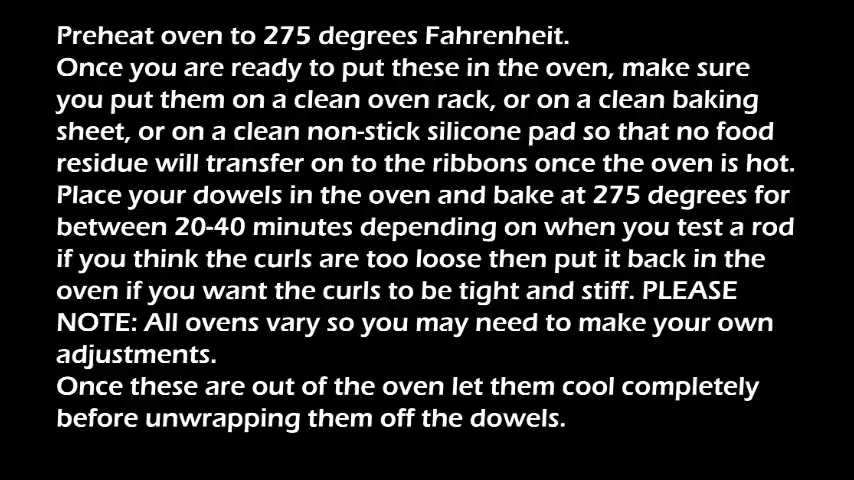 Preheat oven to 275 degrees Fahrenheit.
Once you are ready to put these in the oven, make sure
you put them on a clean oven rack, or on a clean baking
sheet, or on a clean non-stick silicone pad so that no food
residue will transfer on to the ribbons once the oven is hot.
Place your dowels in the oven and bake at 275 degrees for
between 20-40 minutes depending on when you test a rod
if you think the curls are too loose then put it back in the
oven if you want the curls to be tight and stiff. PLEASE
NOTE: All ovens vary so you may need to make your own
adjustments.
Once these are out of the oven let them cool completely
before unwrapping them off the dowels.